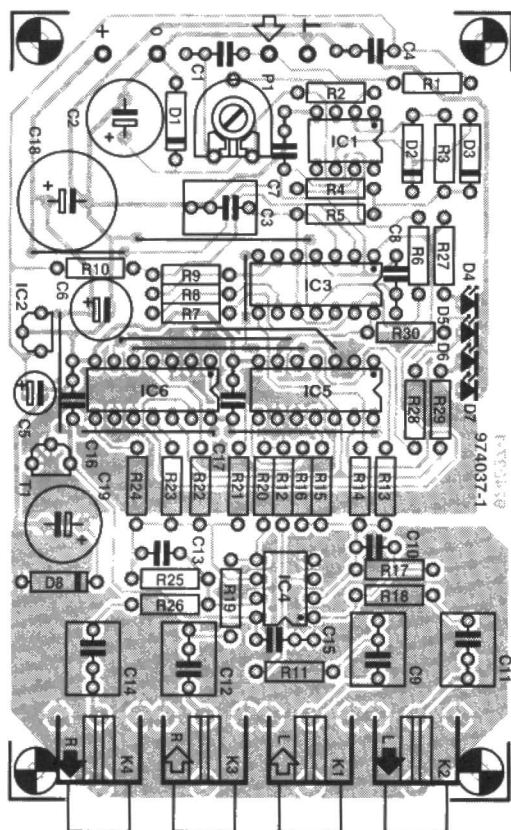 +
0
C1
P1
C4
C2
D1
R2
R1
C18
IC1
D2
R3
D3
C7
R4
C3
R5
C8
R6
R27
R10
R9
D4
IC2
C6
R8
IC3
R7
D5
R30
D6
IC6
IC5
C5
R28
R29
D7
C16
C17
974037-1
T1
C19
R24
R23
R22
R21
R20
R12
R16
R15
R14
R13
C13
C10
R25
R17
D8
R26
R19
IC4
R18
C15
R11
C14
C12
C9
C11
R
K4
R
K3
L
K1
L
K2